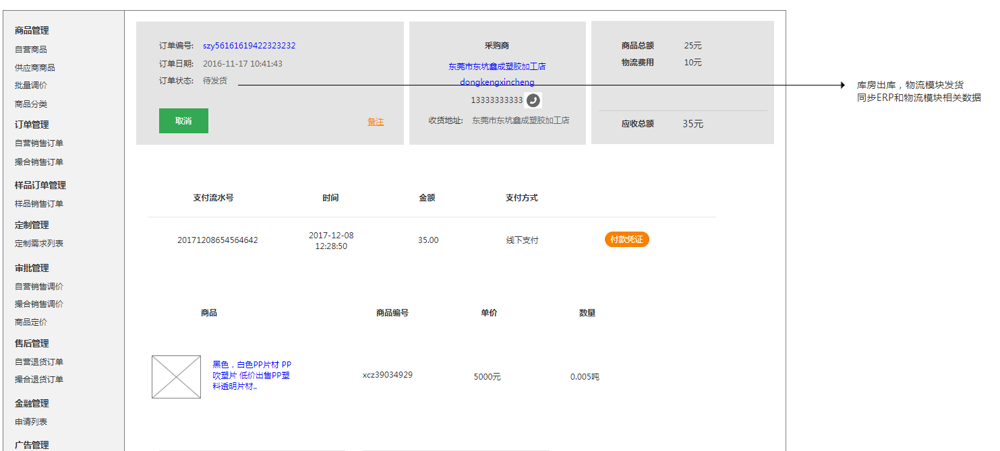 商品管理
自营商品
供应商商品
批量调价
商品分类
订单管理
自营销售订单
撮合销售订单
样品订单管理
样品销售订单
定制管理
定制需求列表
审批管理
自营销售调价
撮合销售调价
商品定价
售后管理
自营退货订单
撮合退货订单
金融管理
申请列表
广告管理
订单编号: szy56161619422323232
订单日期: 2016-11-17 10:41:43
订单状态: 待发货
取消
备注
采购商
东莞市东坑鑫成塑胶加工店
dongkengxincheng
13333333333
收货地址: 东莞市东坑鑫成塑胶加工店
商品总额 25元
物流费用 10元
应收总额 35元
库房出库，物流模块发货
同步ERP和物流模块相关数据
支付流水号 时间 金额 支付方式
20171208654564642 2017-12-08 35.00 线下支付 付款凭证
12:28:50
商品 商品编号 单价 数量
黑色，白色PP片材 PP
吹塑片 低价出售PP塑
料透明片材..
xcz39034929 5000元 0.005吨